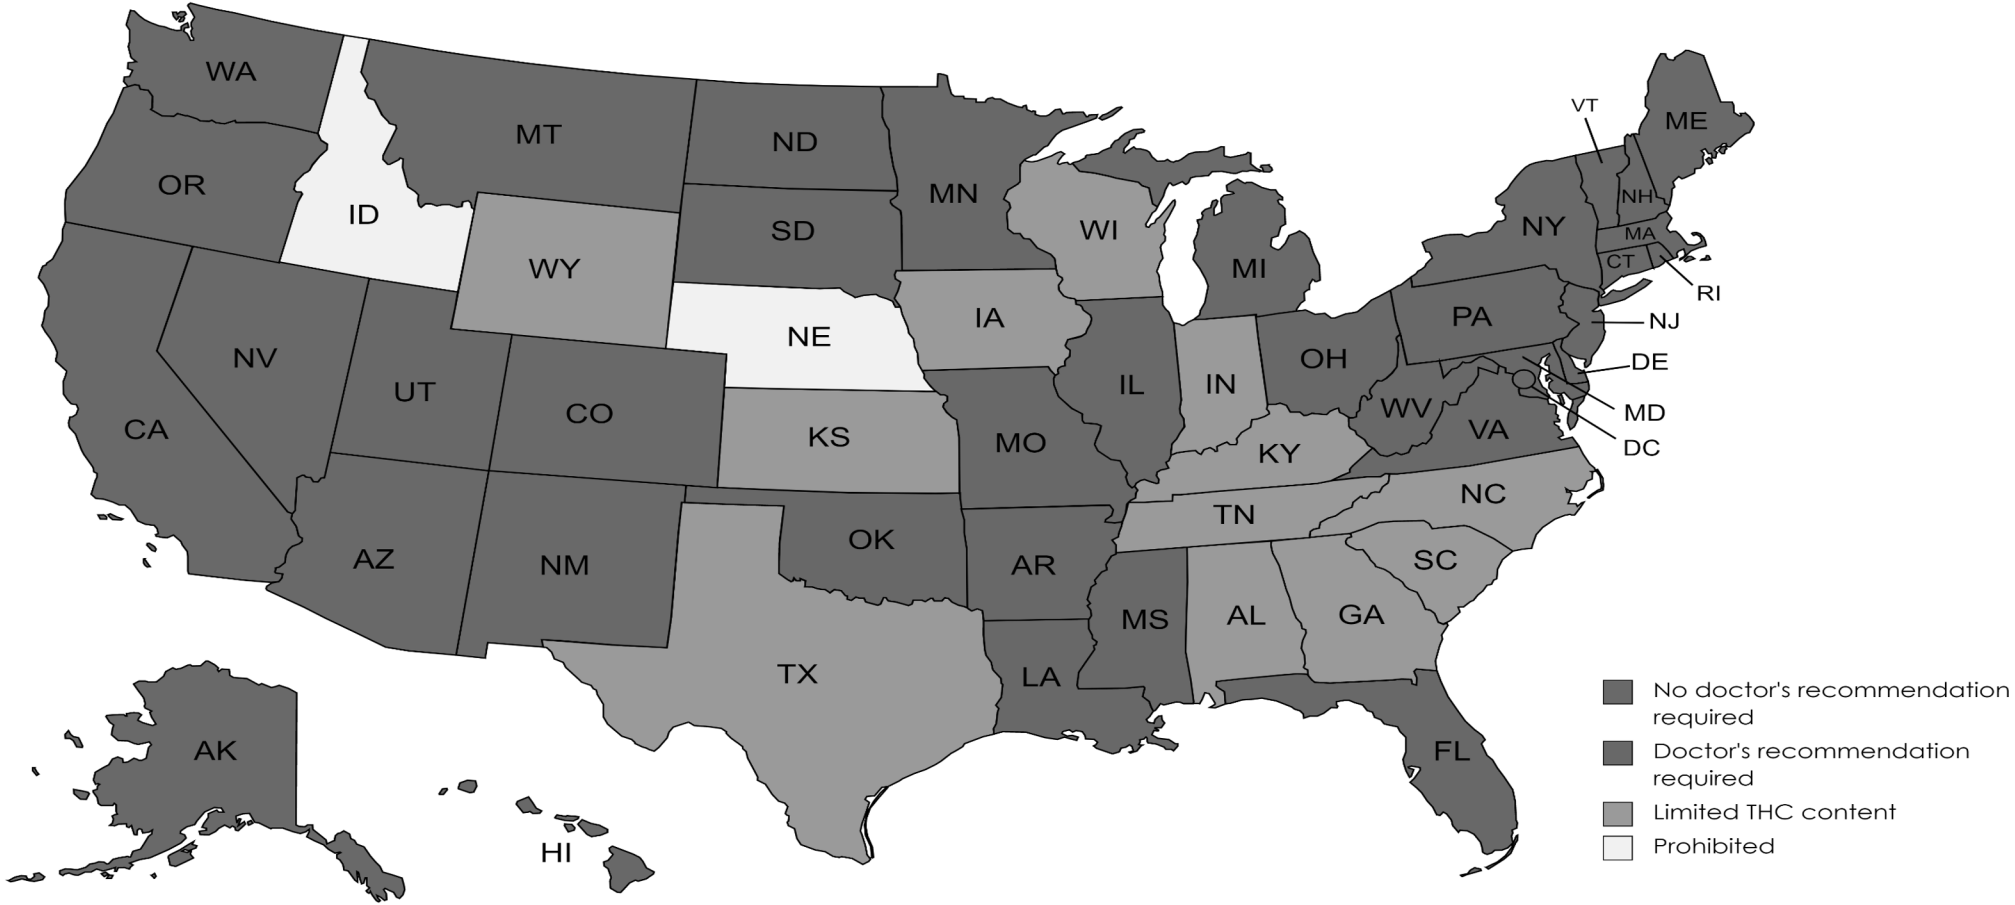 WA
VT
ME
MT
ND
OR
MN
NH
ID
SD
WI
NY
MA
WY
MI
CT
RI
IA
PA
NJ
NE
NV
OH
DE
UT
IL
IN
CO
WV
MD
CA
KS
MO
VA
DC
KY
NC
TN
OK
AZ
NM
AR
SC
MS
AL
GA
TX
LA
No doctor's recommendation
required
AK
FL
Doctor's recommendation
required
Limited THC content
HI
Prohibited